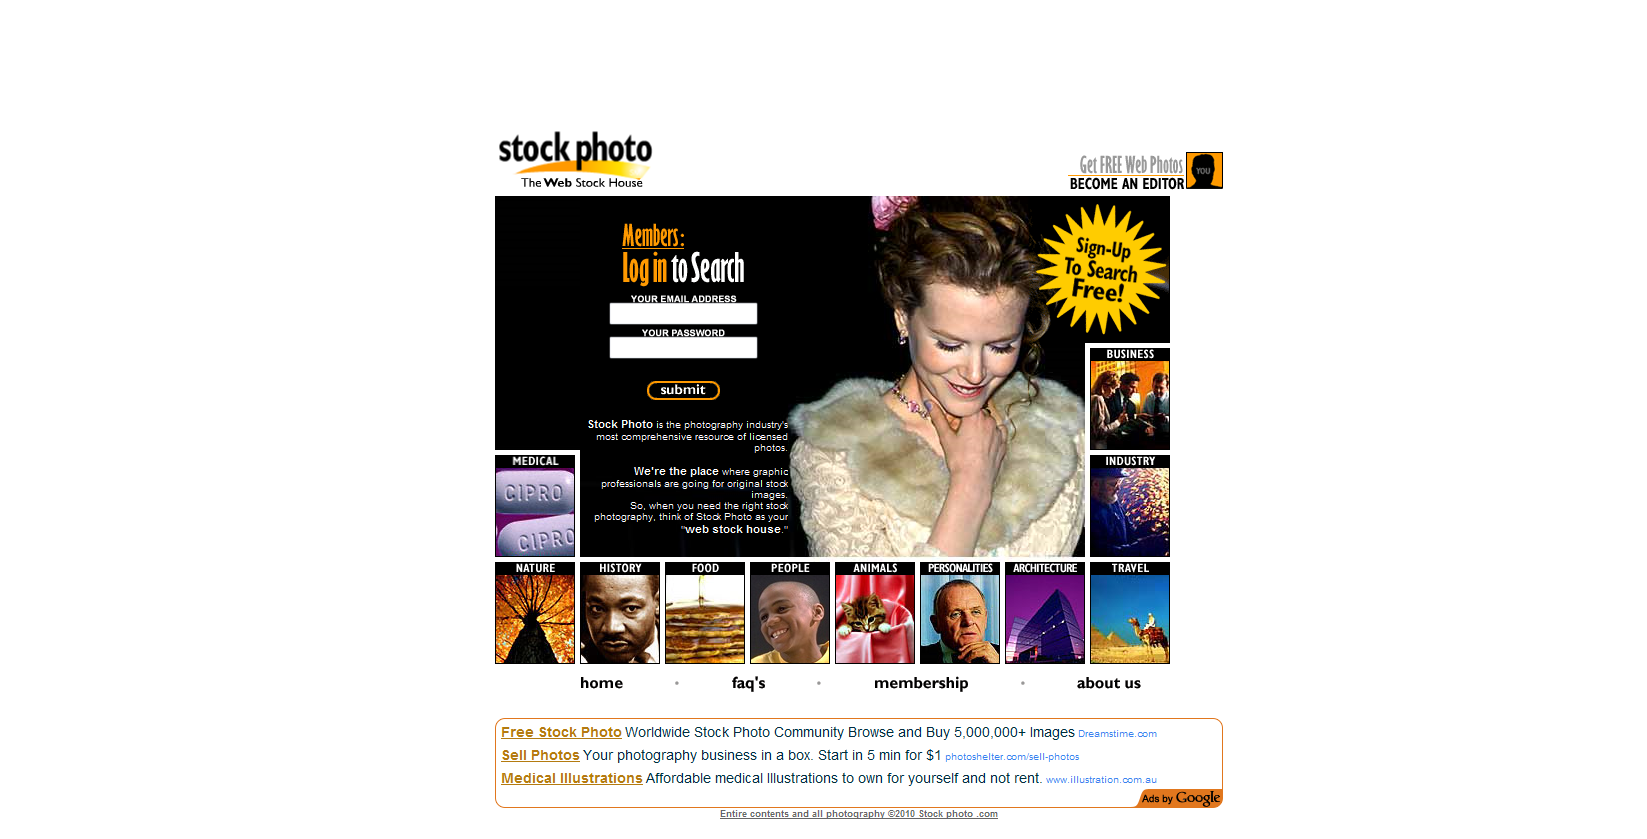 stock photo
The Web Stock House
Get FREE Web Photos
BECOME AN EDITOR
YOU
Members:
Log in to Search
YOUR EMAIL ADDRESS
YOUR PASSWORD
submit
Sign-Up
To Search
Free!
Stock Photo is the photography industry's
most comprehensive resource of licensed
photos.
We're the place where graphic
professionals are going for original stock
images.
So, when you need the right stock
photography, think of Stock Photo as your
"web stock house."
BUSINESS
MEDICAL
CIPRO
CIPRO
INDUSTRY
NATURE
HISTORY
FOOD
PEOPLE
ANIMALS
PERSONALITIES
ARCHITECTURE
TRAVEL
home • faq's • membership • about us
Free Stock Photo Worldwide Stock Photo Community Browse and Buy 5,000,000+ Images Dreamstime.com
Sell Photos Your photography business in a box. Start in 5 min for $1 photoshelter.com/sell-photos
Medical Illustrations Affordable medical Illustrations to own for yourself and not rent. www.illustration.com.au
Ads by Google
Entire contents and all photography ©2010 Stock photo .com